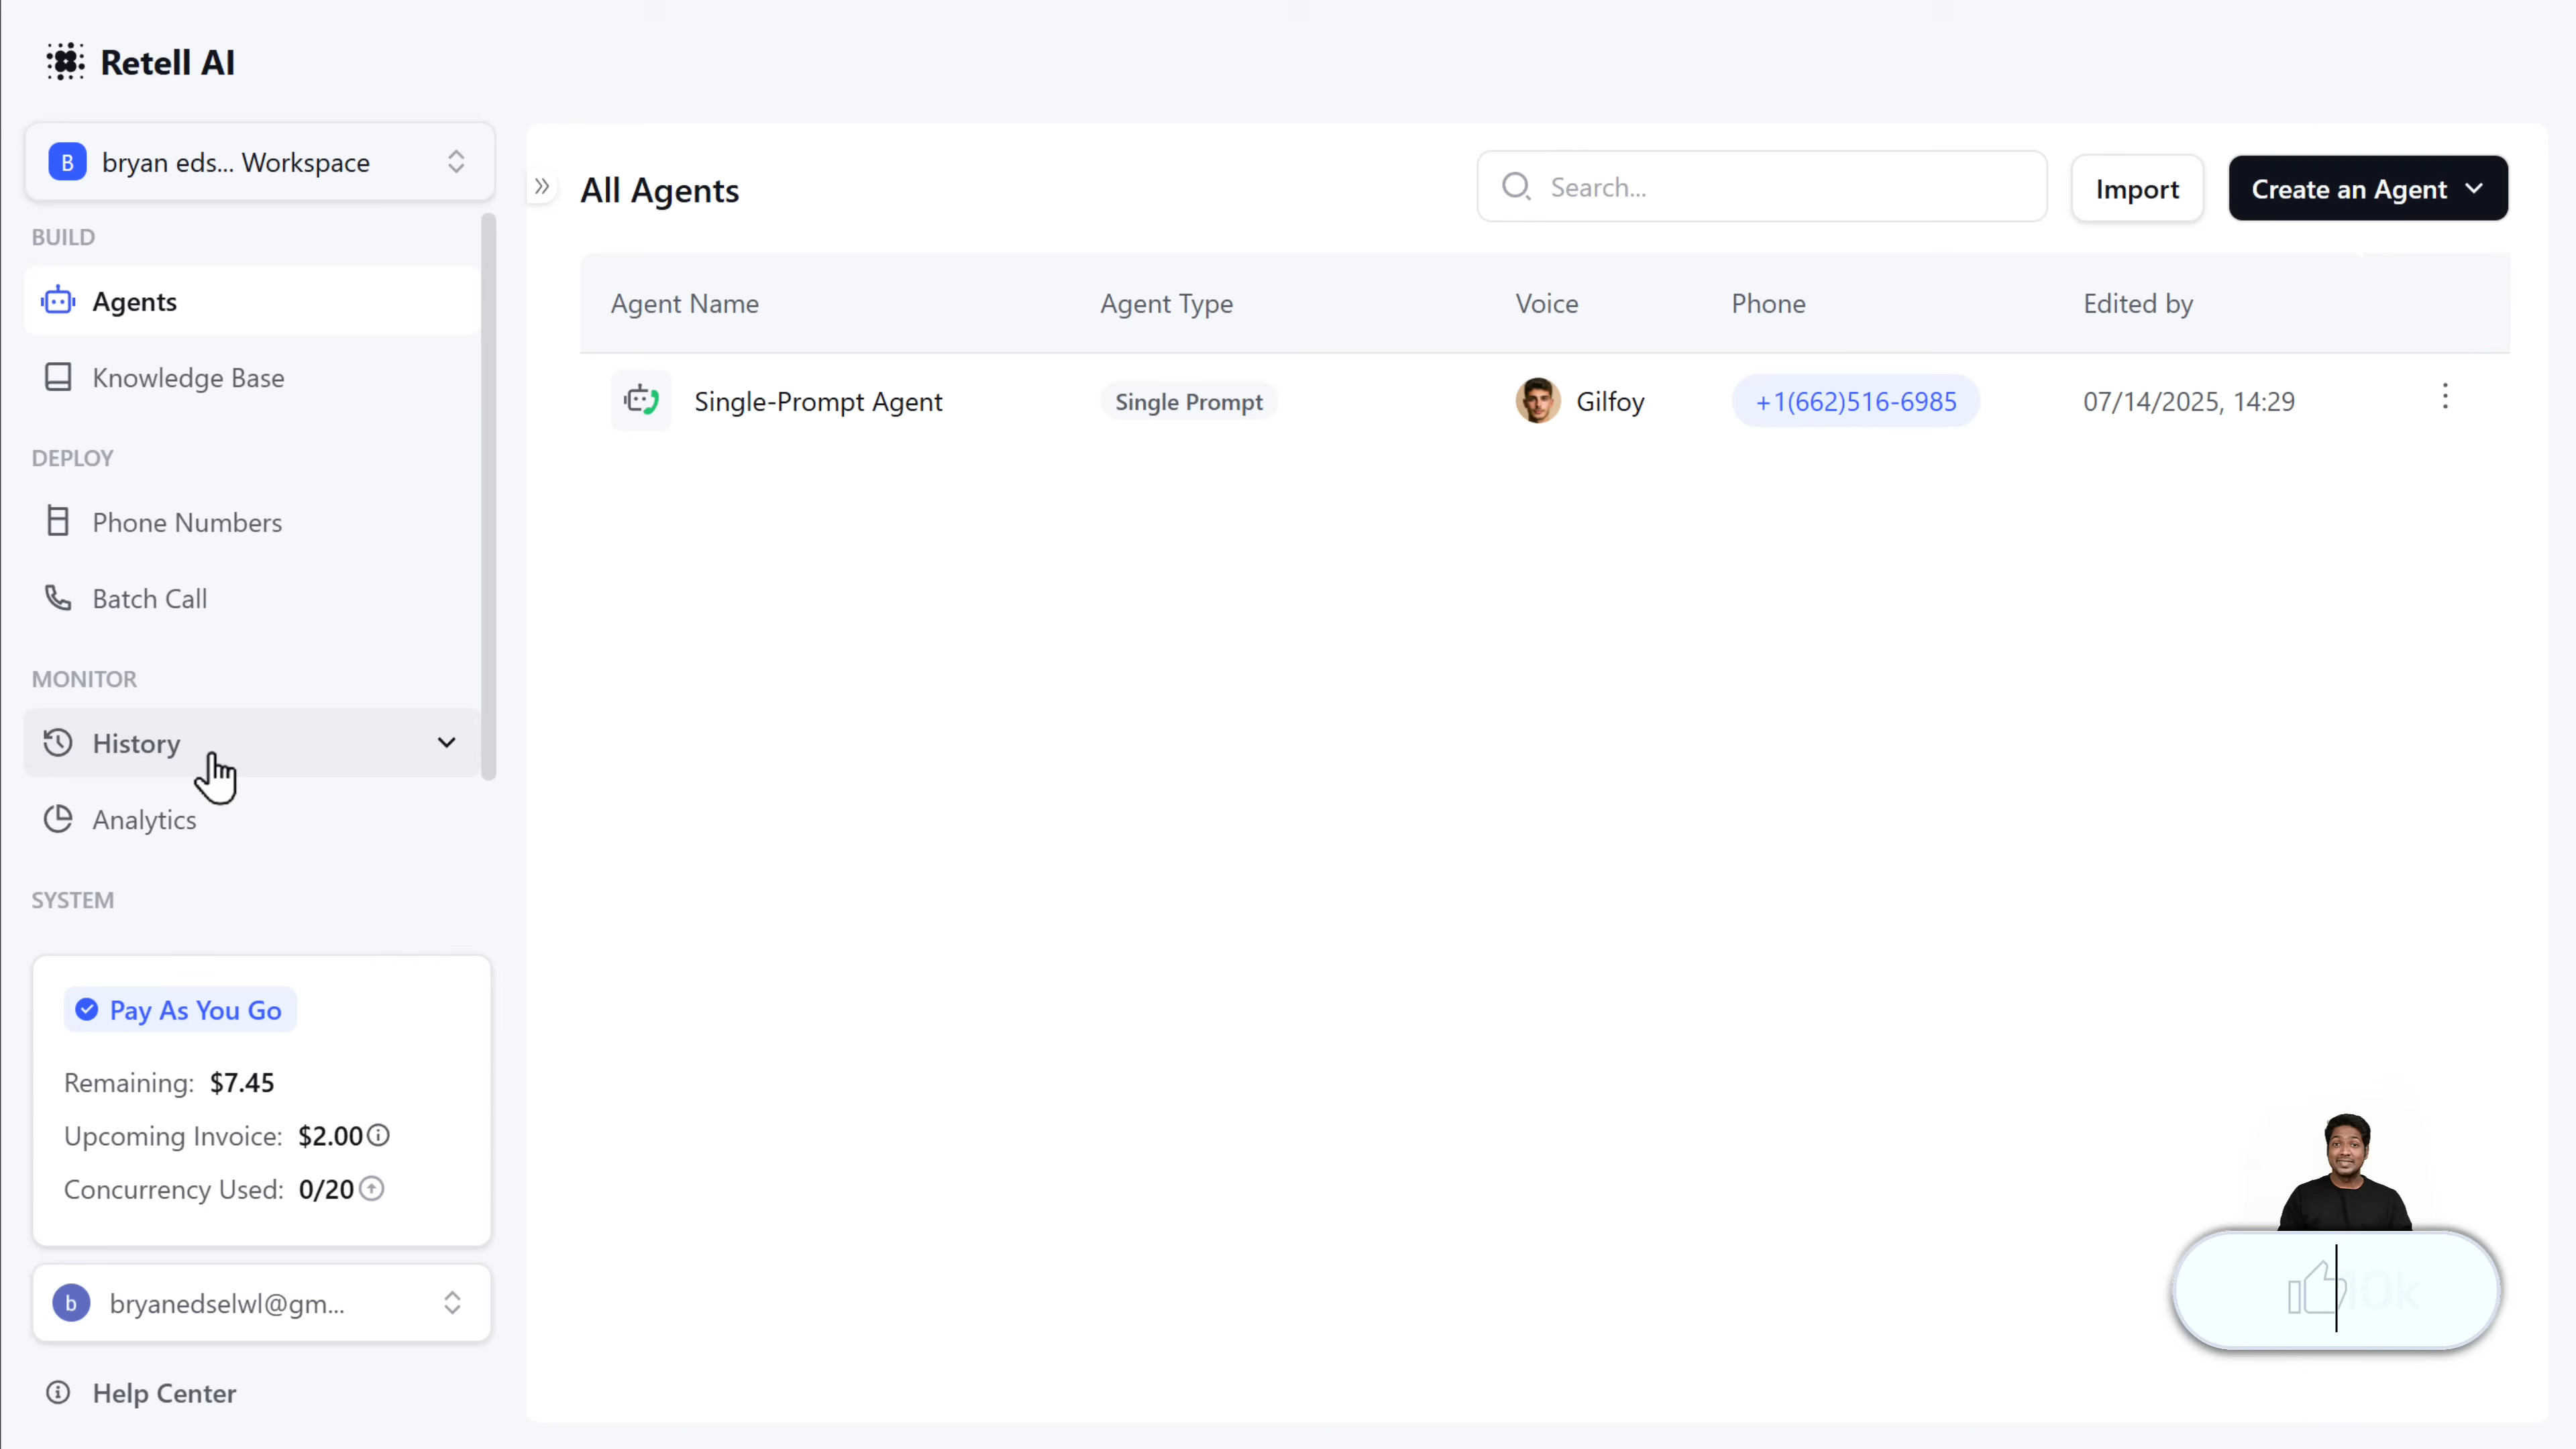 Retell AI
B bryan eds... Workspace
BUILD
Agents
Knowledge Base
DEPLOY
Phone Numbers
Batch Call
MONITOR
History
Analytics
SYSTEM
Pay As You Go
Remaining: $7.45
Upcoming Invoice: $2.00
Concurrency Used: 0/20
b bryanedselwl@gm...
Help Center
All Agents
Search...
Import
Create an Agent
Agent Name Agent Type Voice Phone Edited by
Single-Prompt Agent Single Prompt Gilfoy +1(662)516-6985 07/14/2025, 14:29